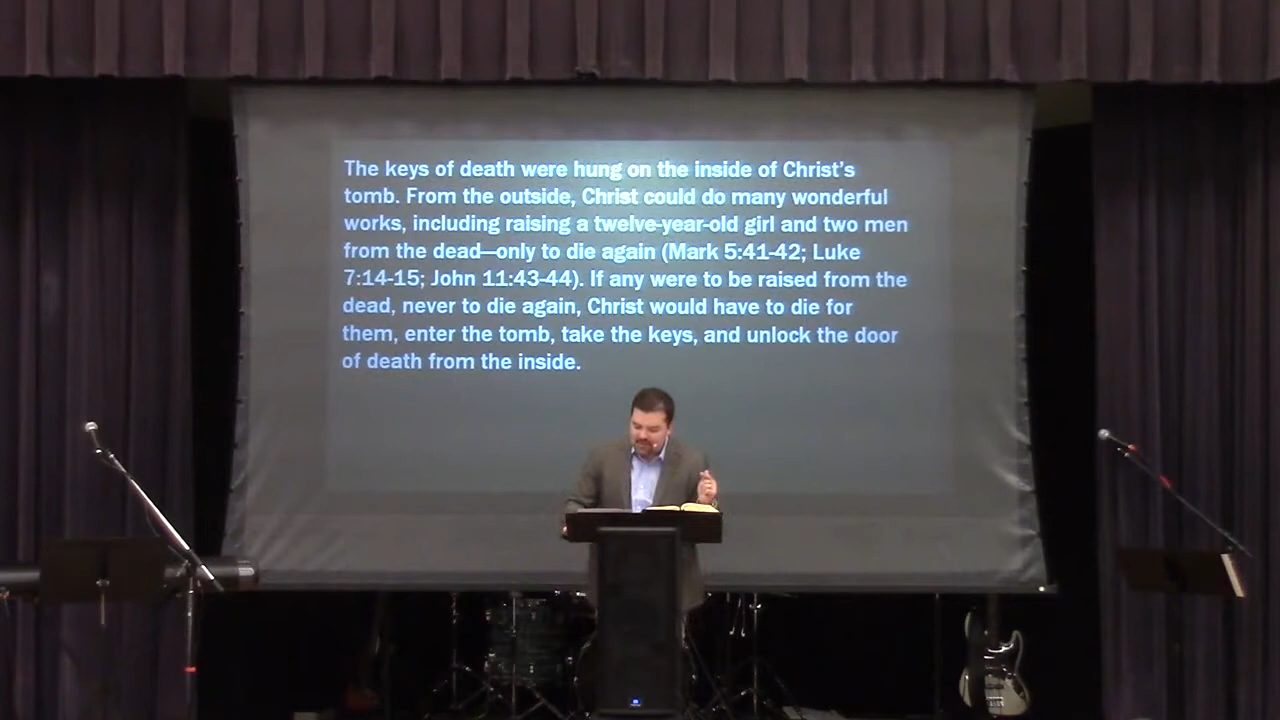 The keys of death were hung on the inside of Christ’s
tomb. From the outside, Christ could do many wonderful
works, including raising a twelve-year-old girl and two men
from the dead—only to die again (Mark 5:41-42; Luke
7:14-15; John 11:43-44). If any were to be raised from the
dead, never to die again, Christ would have to die for
them, enter the tomb, take the keys, and unlock the door
of death from the inside.